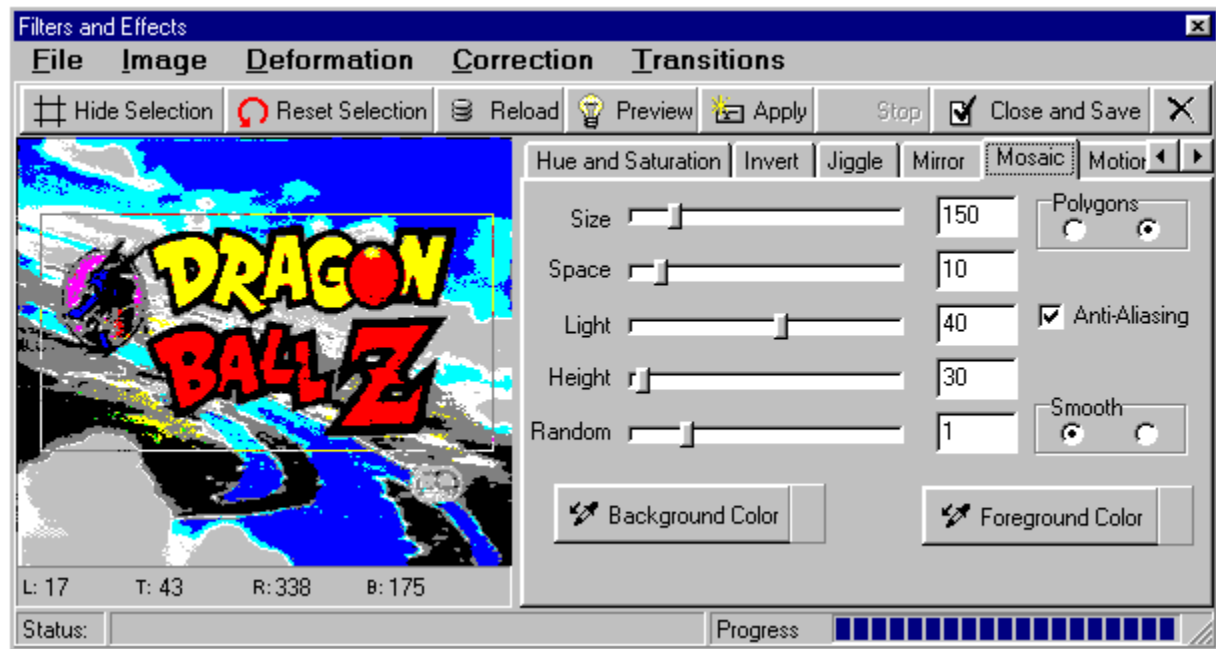 Filters and Effects
File Image Deformation Correction Transitions
Hide Selection Reset Selection Reload Preview Apply Stop Close and Save
Hue and Saturation Invert Jiggle Mirror Mosaic Motion
DRAGON
BALL Z
Size 150 Polygons
Space 10
Light 40 Anti-Aliasing
Height 30
Random 1 Smooth
Background Color Foreground Color
L: 17 T: 43 R: 338 B: 175
Status: Progress